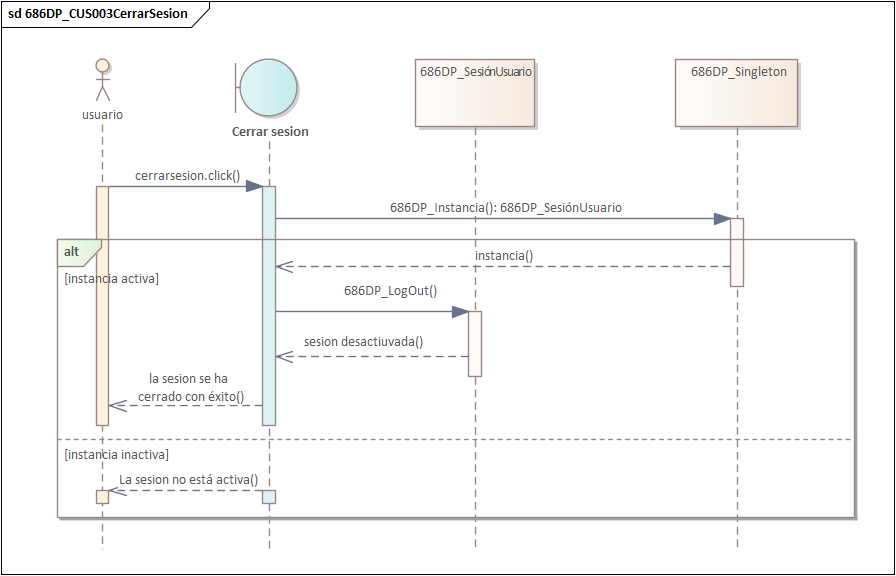 sd 686DP_CUS003CerrarSesion
usuario
Cerrar sesion
686DP_SesiónUsuario
686DP_Singleton
cerrarsesion.click()
686DP_Instancia(): 686DP_SesiónUsuario
alt
instancia()
[instancia activa]
686DP_LogOut()
sesion desactiuvada()
la sesion se ha
cerrado con éxito()
[instancia inactiva]
La sesion no está activa()